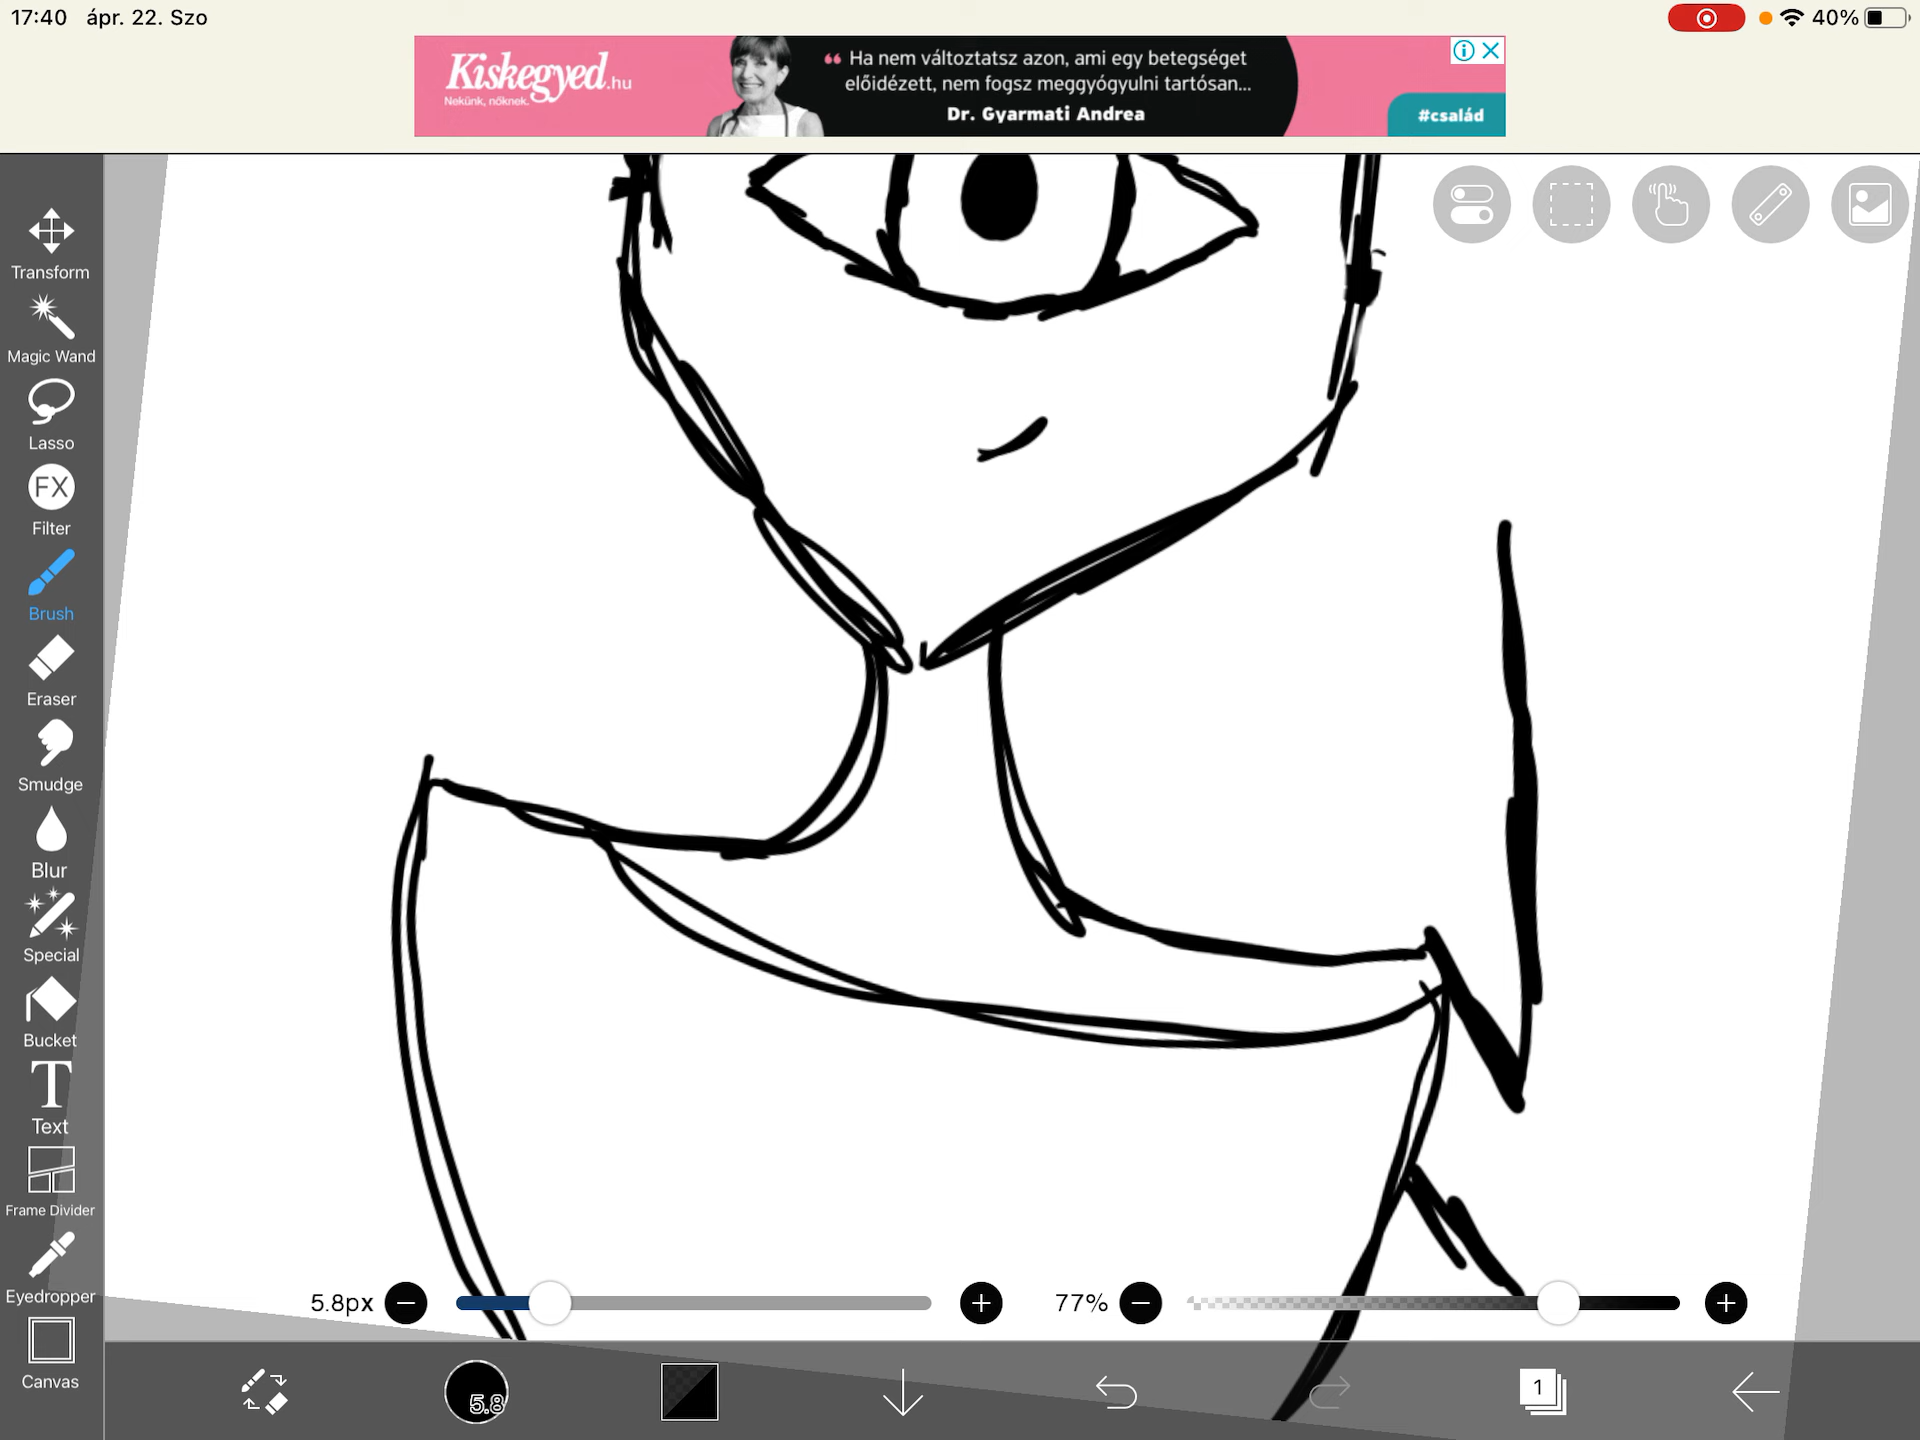 17:40 ápr. 22. Szo
40%
Kiskegyed.hu
Nekünk, nőknek.
“ Ha nem változtatsz azon, ami egy betegséget
előidézett, nem fogsz meggyógyulni tartósan...
Dr. Gyarmati Andrea
#család
Transform
Magic Wand
Lasso
FX
Filter
Brush
Eraser
Smudge
Blur
Special
Bucket
T
Text
Frame Divider
Eyedropper
Canvas
5.8px
77%
5.8
1